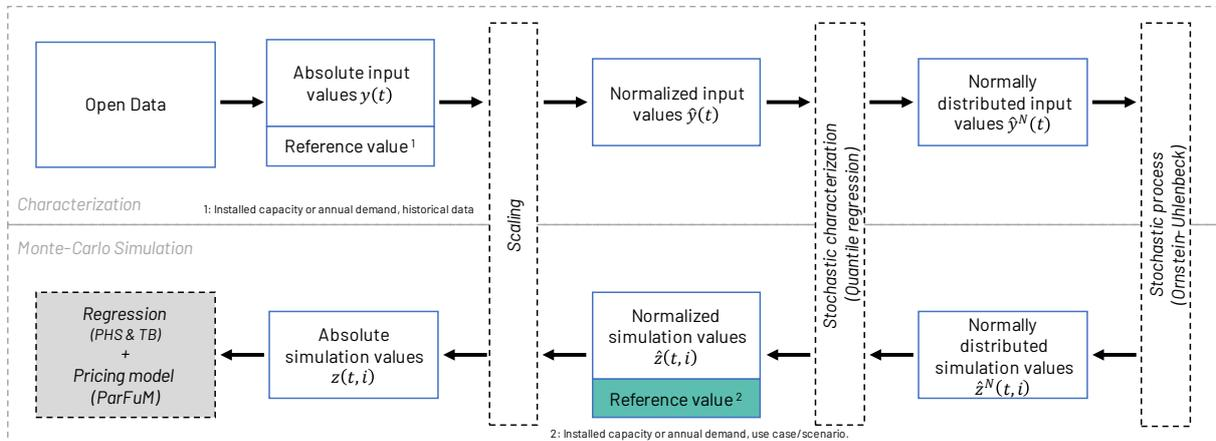 Open Data
Absolute input
values y(t)
Reference value 1
Normalized input
values ŷ(t)
Normally
distributed input
values ŷᴺ(t)
Characterization
1: Installed capacity or annual demand, historical data
Scaling
Stochastic characterization
(Quantile regression)
Stochastic process
(Ornstein-Uhlenbeck)
Monte-Carlo Simulation
Regression
(PHS & TB)
+
Pricing model
(ParFuM)
Absolute
simulation values
z(t, i)
Normalized
simulation values
ẑ(t, i)
Reference value 2
Normally
distributed
simulation values
ẑᴺ(t, i)
2: Installed capacity or annual demand, use case/scenario.